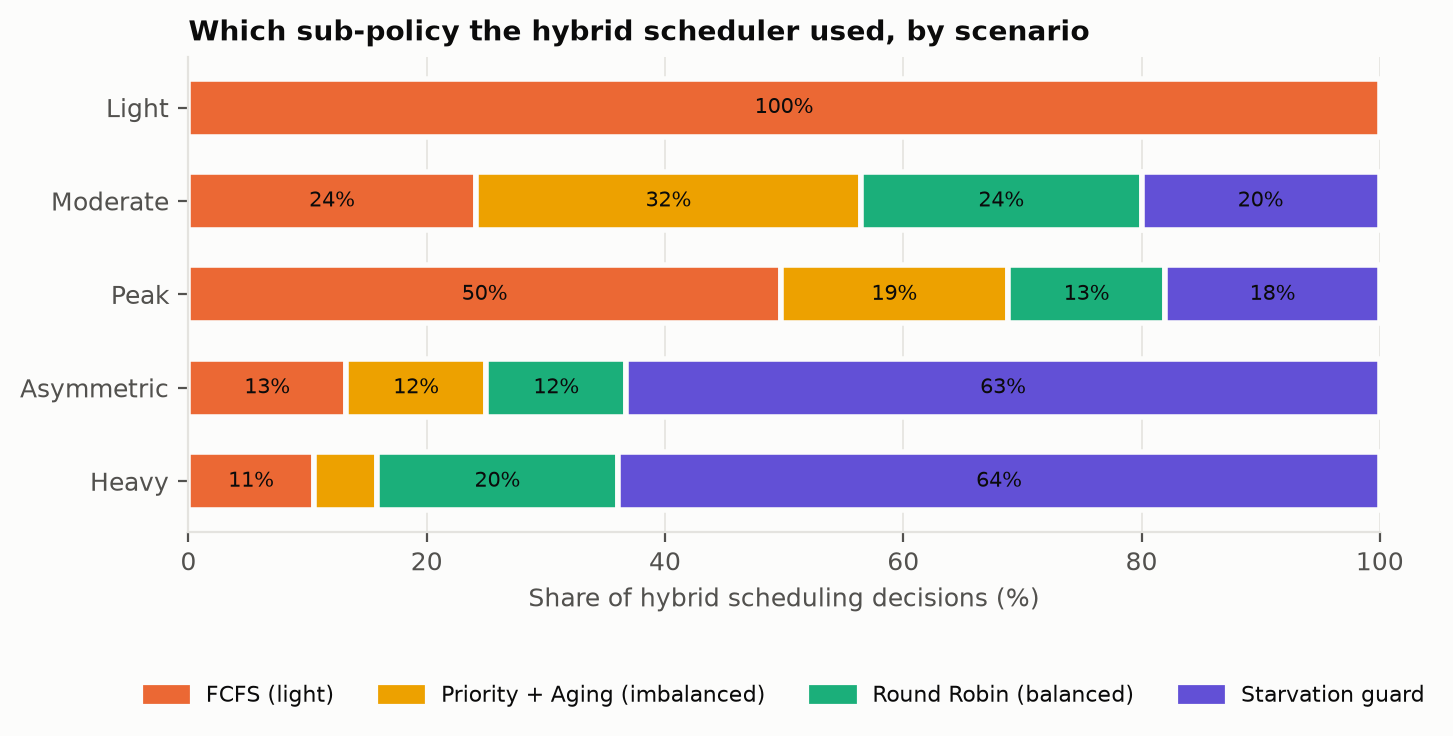 Which sub-policy the hybrid scheduler used, by scenario
Light 100%
Moderate 24% 32% 24% 20%
Peak 50% 19% 13% 18%
Asymmetric 13% 12% 12% 63%
Heavy 11% 20% 64%
0 20 40 60 80 100
Share of hybrid scheduling decisions (%)
FCFS (light) Priority + Aging (imbalanced) Round Robin (balanced) Starvation guard